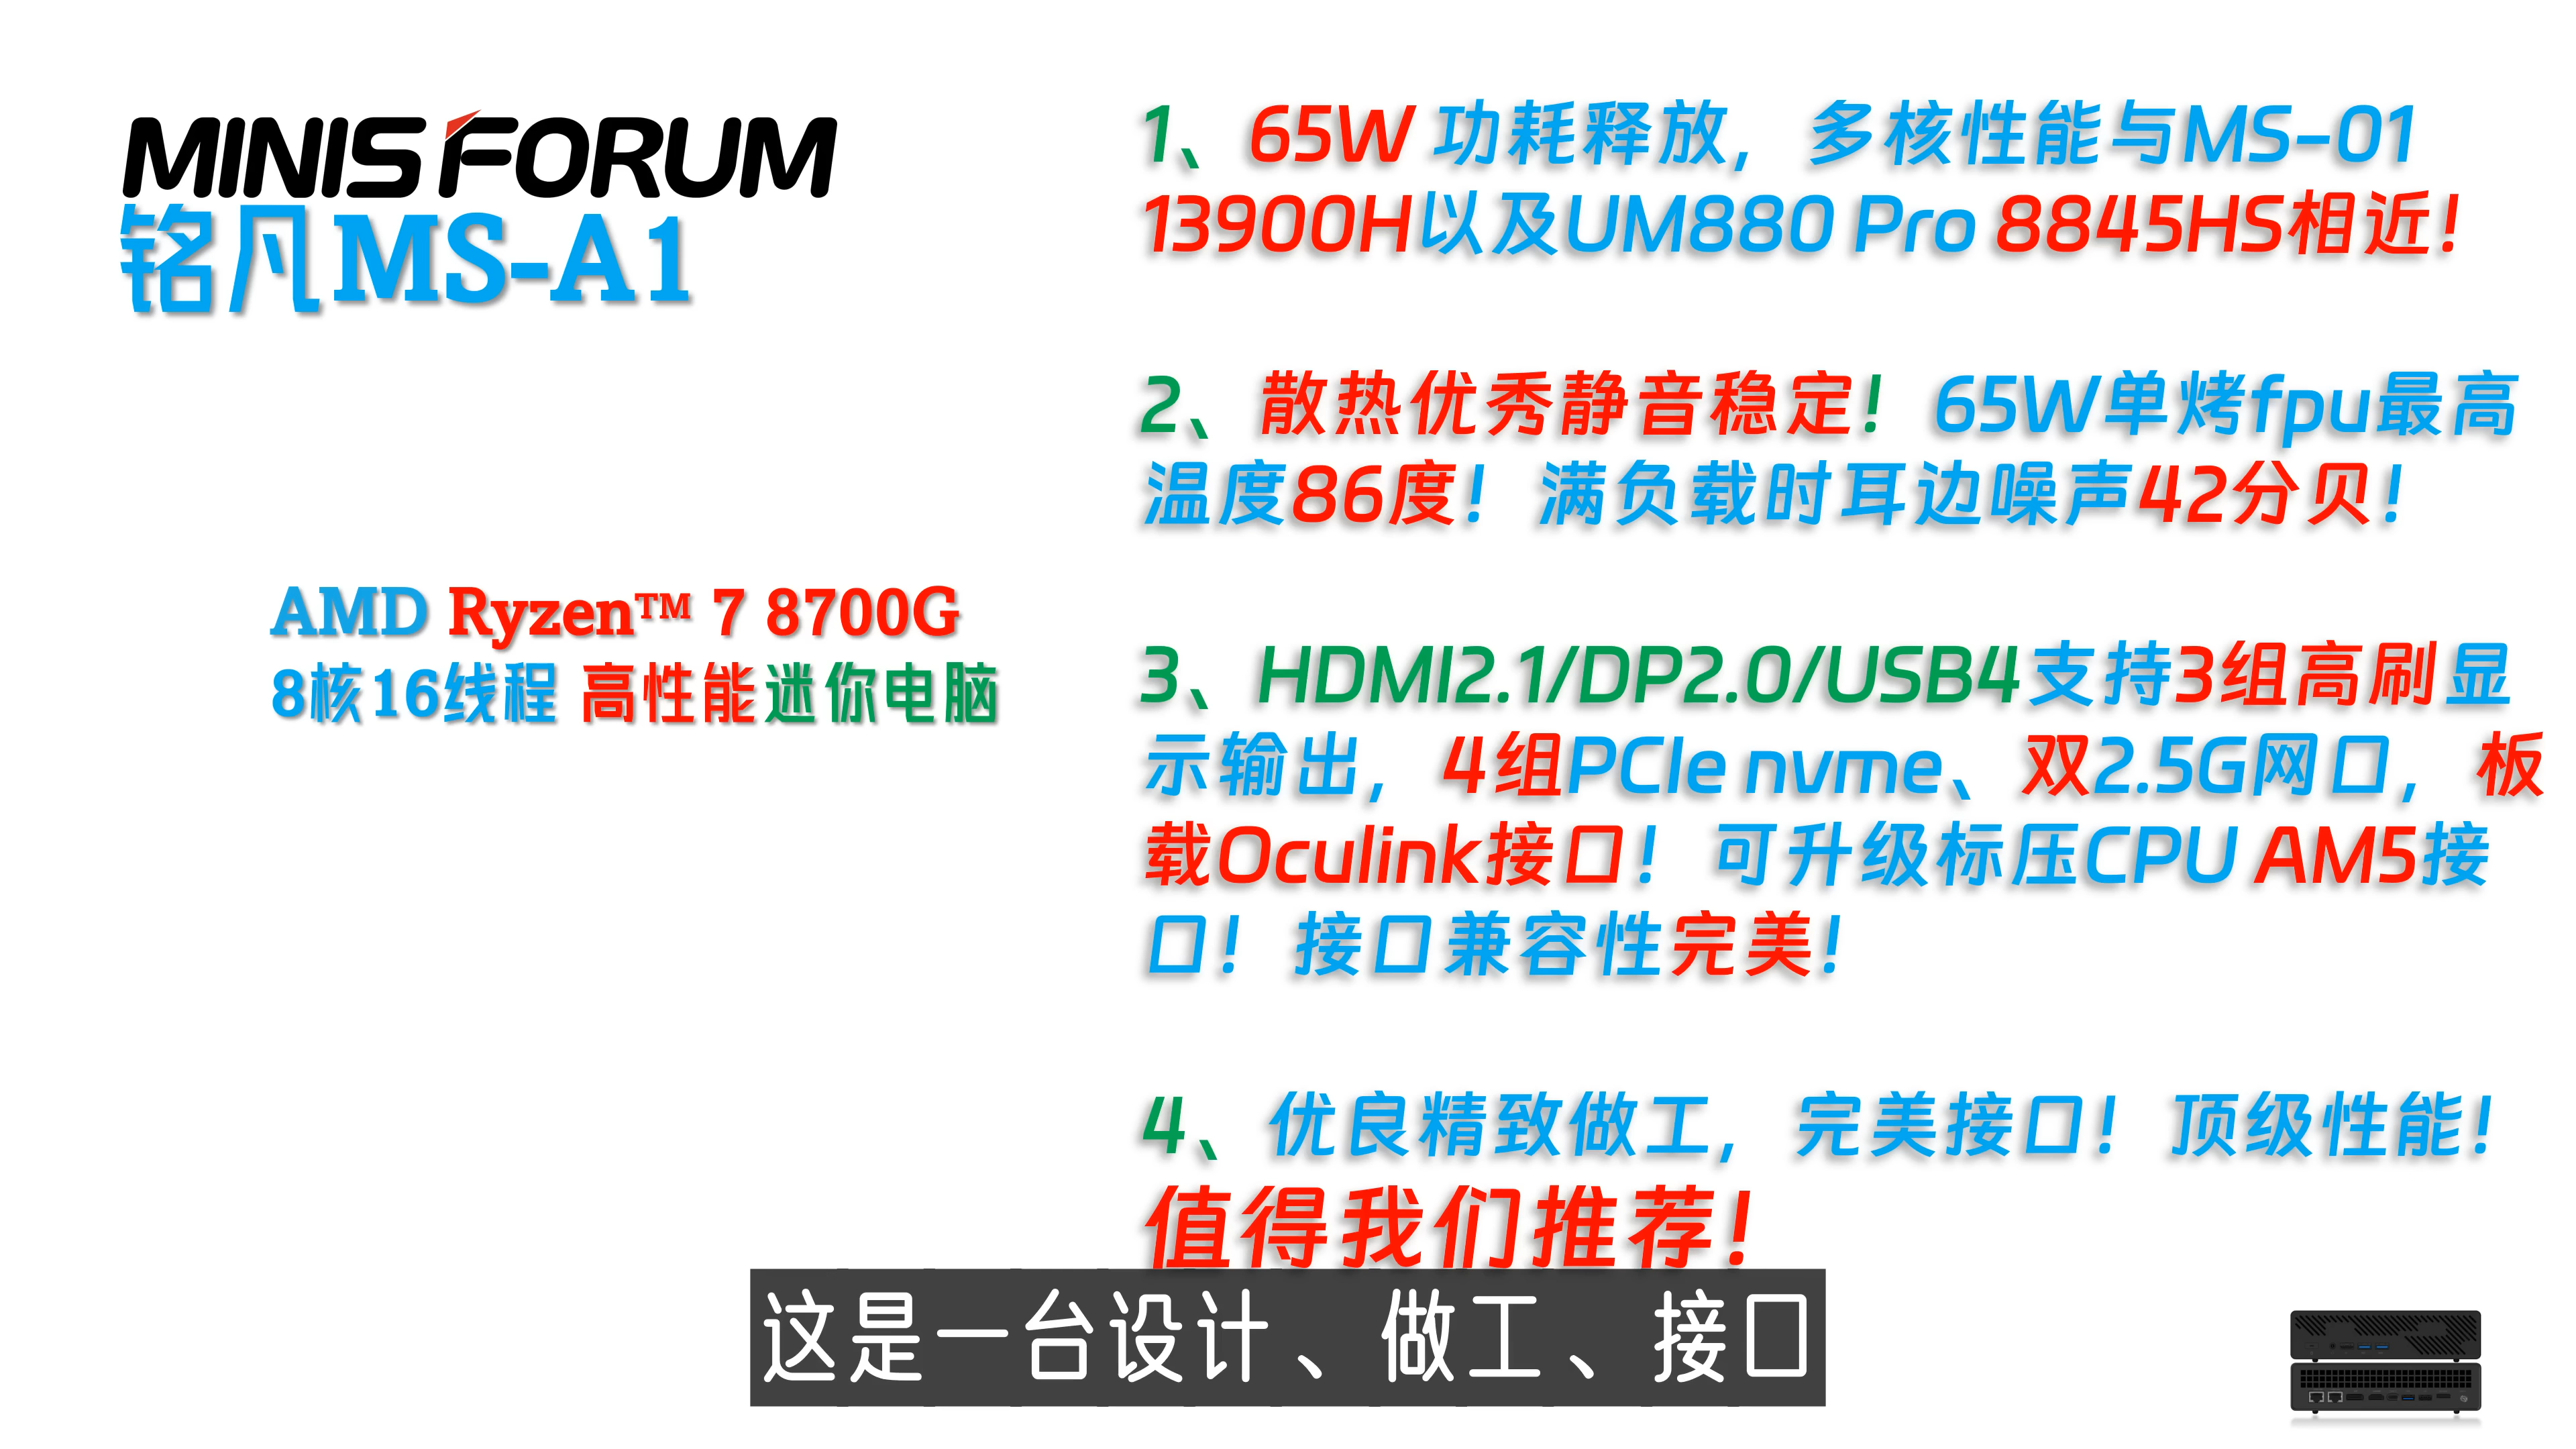 MINISFORUM
铭凡MS-A1
AMD Ryzen™ 7 8700G
8核16线程 高性能迷你电脑
1、65W 功耗释放，多核性能与MS-01
13900H以及UM880 Pro 8845HS相近！
2、散热优秀静音稳定！65W单烤fpu最高
温度86度！满负载时耳边噪声42分贝！
3、HDMI2.1/DP2.0/USB4支持3组高刷显
示输出，4组PCIe nvme、双2.5G网口，板
载Oculink接口！可升级标压CPU AM5接
口！接口兼容性完美！
4、优良精致做工，完美接口！顶级性能！
值得我们推荐！
这是一台设计、做工、接口